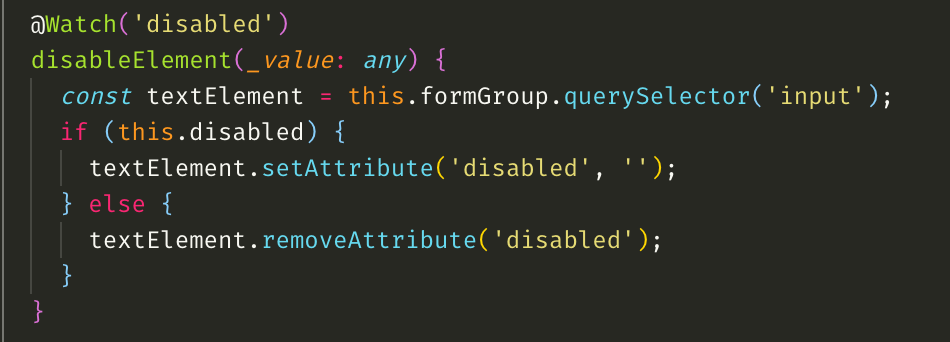 @Watch('disabled')
disableElement(_value: any) {
  const textElement = this.formGroup.querySelector('input');
  if (this.disabled) {
    textElement.setAttribute('disabled', '');
  } else {
    textElement.removeAttribute('disabled');
  }
}